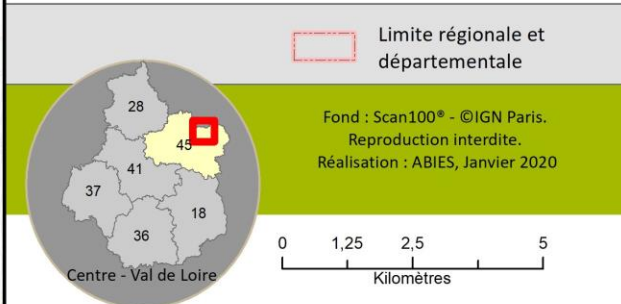 Limite régionale et
départementale
28
45
41
37
18
36
Centre - Val de Loire
Fond : Scan100® - ©IGN Paris.
Reproduction interdite.
Réalisation : ABIES, Janvier 2020
0 1,25 2,5 5
Kilomètres